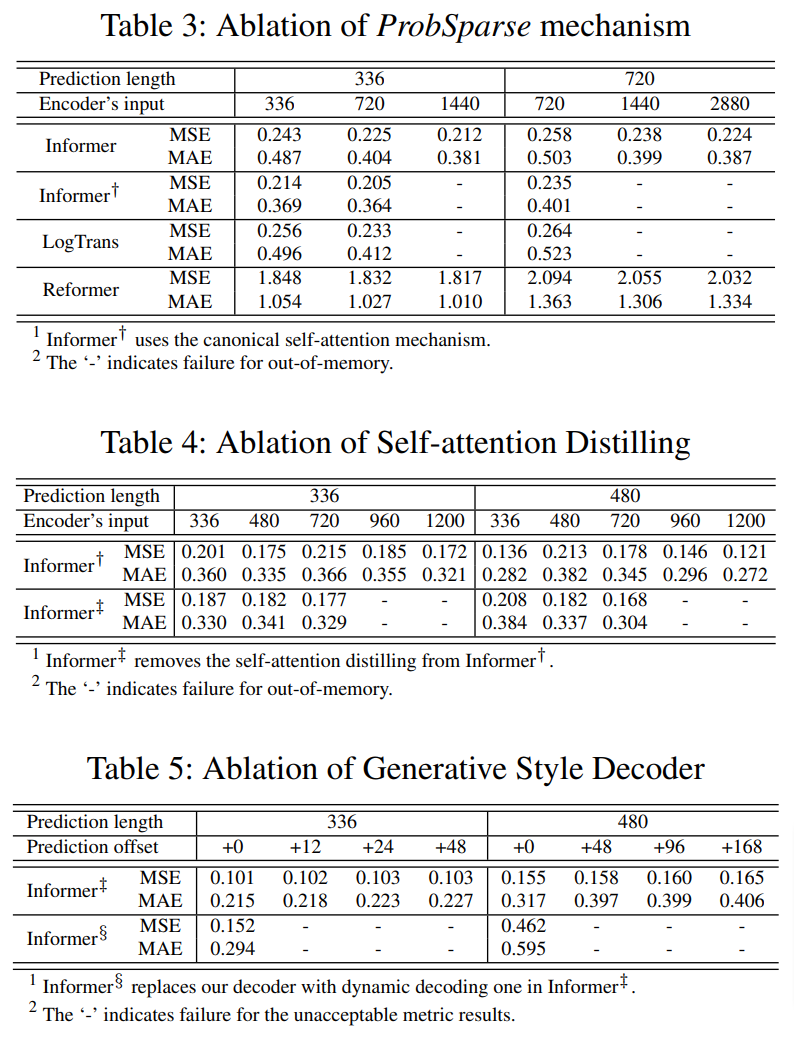 Table 3: Ablation of ProbSparse mechanism
Prediction length 336 720
Encoder's input 336 720 1440 720 1440 2880
Informer MSE 0.243 0.225 0.212 0.258 0.238 0.224
MAE 0.487 0.404 0.381 0.503 0.399 0.387
Informer† MSE 0.214 0.205 - 0.235 - -
MAE 0.369 0.364 - 0.401 - -
LogTrans MSE 0.256 0.233 - 0.264 - -
MAE 0.496 0.412 - 0.523 - -
Reformer MSE 1.848 1.832 1.817 2.094 2.055 2.032
MAE 1.054 1.027 1.010 1.363 1.306 1.334
1 Informer† uses the canonical self-attention mechanism.
2 The '-' indicates failure for out-of-memory.
Table 4: Ablation of Self-attention Distilling
Prediction length 336 480
Encoder's input 336 480 720 960 1200 336 480 720 960 1200
Informer† MSE 0.201 0.175 0.215 0.185 0.172 0.136 0.213 0.178 0.146 0.121
MAE 0.360 0.335 0.366 0.355 0.321 0.282 0.382 0.345 0.296 0.272
Informer‡ MSE 0.187 0.182 0.177 - - 0.208 0.182 0.168 - -
MAE 0.330 0.341 0.329 - - 0.384 0.337 0.304 - -
1 Informer‡ removes the self-attention distilling from Informer†.
2 The '-' indicates failure for out-of-memory.
Table 5: Ablation of Generative Style Decoder
Prediction length 336 480
Prediction offset +0 +12 +24 +48 +0 +48 +96 +168
Informer‡ MSE 0.101 0.102 0.103 0.103 0.155 0.158 0.160 0.165
MAE 0.215 0.218 0.223 0.227 0.317 0.397 0.399 0.406
Informer§ MSE 0.152 - - - 0.462 - - -
MAE 0.294 - - - 0.595 - - -
1 Informer§ replaces our decoder with dynamic decoding one in Informer‡.
2 The '-' indicates failure for the unacceptable metric results.